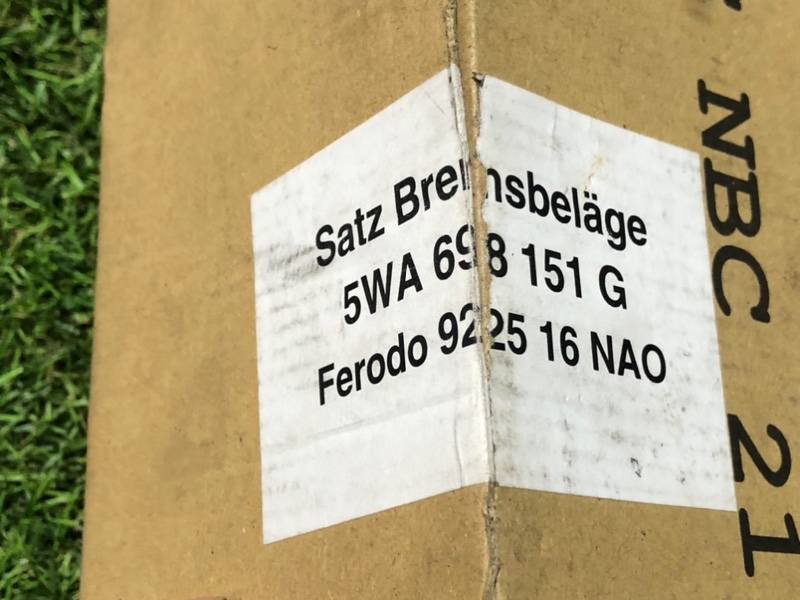 Satz Bremsbeläge
5WA 698 151 G
Ferodo 9225 16 NAO
NBC 21